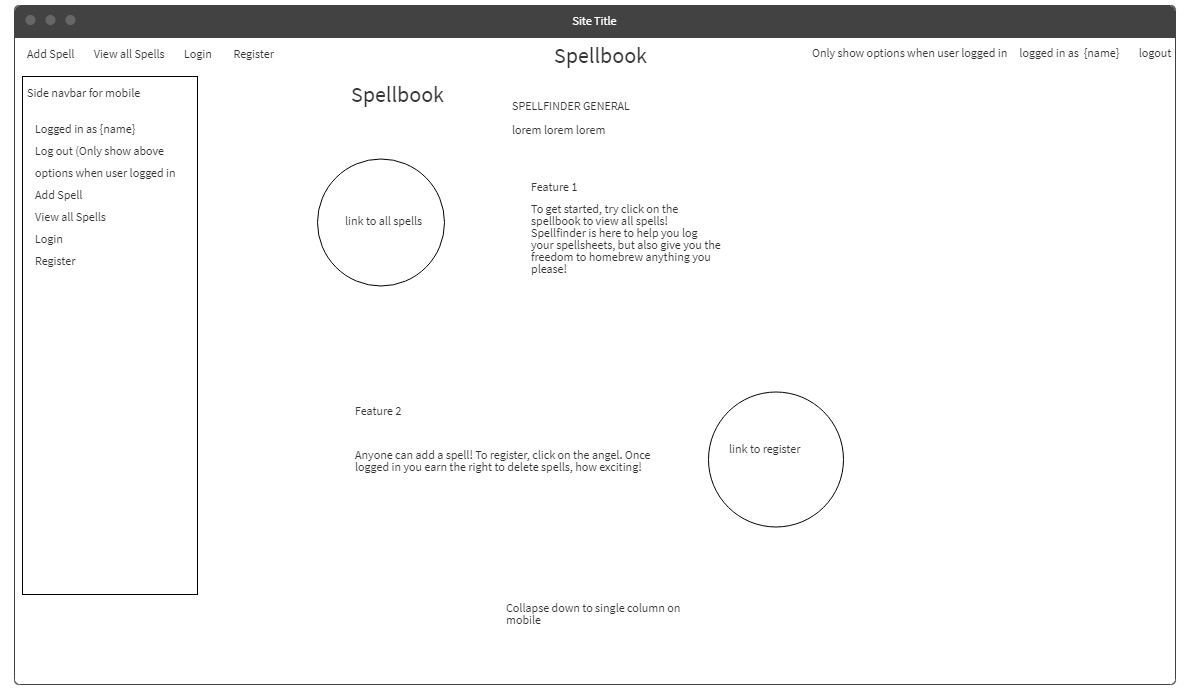 Site Title
Add Spell
View all Spells
Login
Register
Spellbook
Only show options when user logged in
logged in as {name}
logout
Side navbar for mobile
Logged in as {name}
Log out (Only show above
options when user logged in
Add Spell
View all Spells
Login
Register
Spellbook
SPELLFINDER GENERAL
lorem lorem lorem
link to all spells
Feature 1
To get started, try click on the
spellbook to view all spells!
Spellfinder is here to help you log
your spellsheets, but also give you the
freedom to homebrew anything you
please!
Feature 2
Anyone can add a spell! To register, click on the angel. Once
logged in you earn the right to delete spells, how exciting!
link to register
Collapse down to single column on
mobile